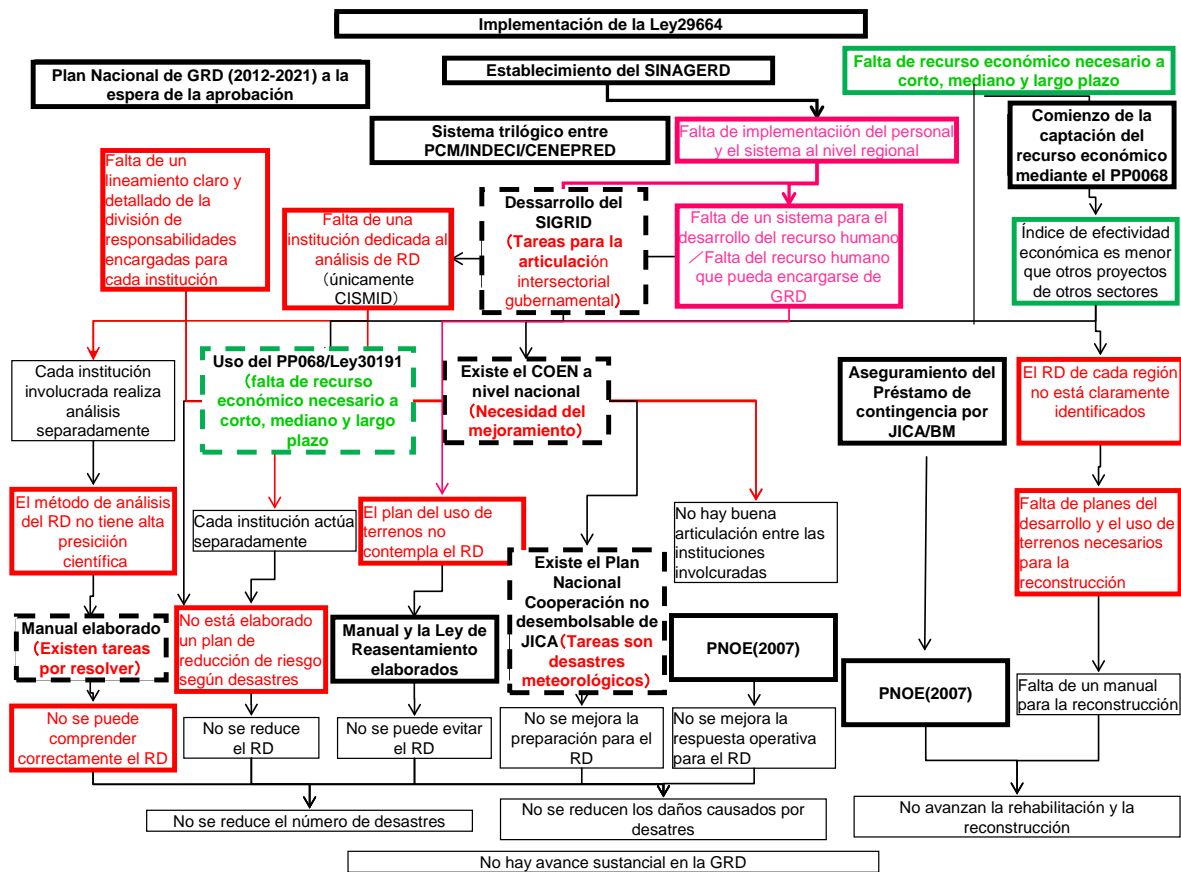 Implementación de la Ley29664
Plan Nacional de GRD (2012-2021) a la
espera de la aprobación
Establecimiento del SINAGERD
Falta de recurso económico necesario a
corto, mediano y largo plazo
Sistema trilógico entre
PCM/INDECI/CENEPRED
Falta de implementaciión del personal
y el sistema al nivel regional
Comienzo de la
captación del
recurso económico
mediante el PP0068
Falta de un
lineamiento claro y
detallado de la
división de
responsabilidades
encargadas para
cada institución
Falta de una
institución dedicada al
análisis de RD
(únicamente
CISMID)
Dessarrollo del
SIGRID
(Tareas para la
articulación
intersectorial
gubernamental)
Falta de un sistema para el
desarrollo del recurso humano
／Falta del recurso humano
que pueda encargarse de
GRD
Índice de efectividad
económica es menor
que otros proyectos
de otros sectores
Cada institución
involucrada realiza
análisis
separadamente
Uso del PP068/Ley30191
(falta de recurso
económico necesario a
corto, mediano y largo
plazo
Existe el COEN a
nivel nacional
(Necesidad del
mejoramiento)
Aseguramiento del
Préstamo de
contingencia por
JICA/BM
El RD de cada región
no está claramente
identificados
El método de análisis
del RD no tiene alta
presiciión
científica
Cada institución actúa
separadamente
El plan del uso de
terrenos no
contempla el RD
No hay buena
articulación entre las
instituciones
involcuradas
Falta de planes del
desarrollo y el uso de
terrenos necesarios
para la
reconstrucción
Manual elaborado
(Existen tareas
por resolver)
No está elaborado
un plan de
reducción de riesgo
según desastres
Manual y la Ley de
Reasentamiento
elaborados
Existe el Plan
Nacional
Cooperación no
desembolsable de
JICA(Tareas son
desastres
meteorológicos)
PNOE(2007)
PNOE(2007)
Falta de un manual
para la reconstrucción
No se puede
comprender
correctamente el RD
No se reduce
el RD
No se puede evitar
el RD
No se mejora la
preparación para el
RD
No se mejora la
respuesta operativa
para el RD
No se reduce el número de desastres
No se reducen los daños causados por
desatres
No avanzan la rehabilitación y la
reconstrucción
No hay avance sustancial en la GRD